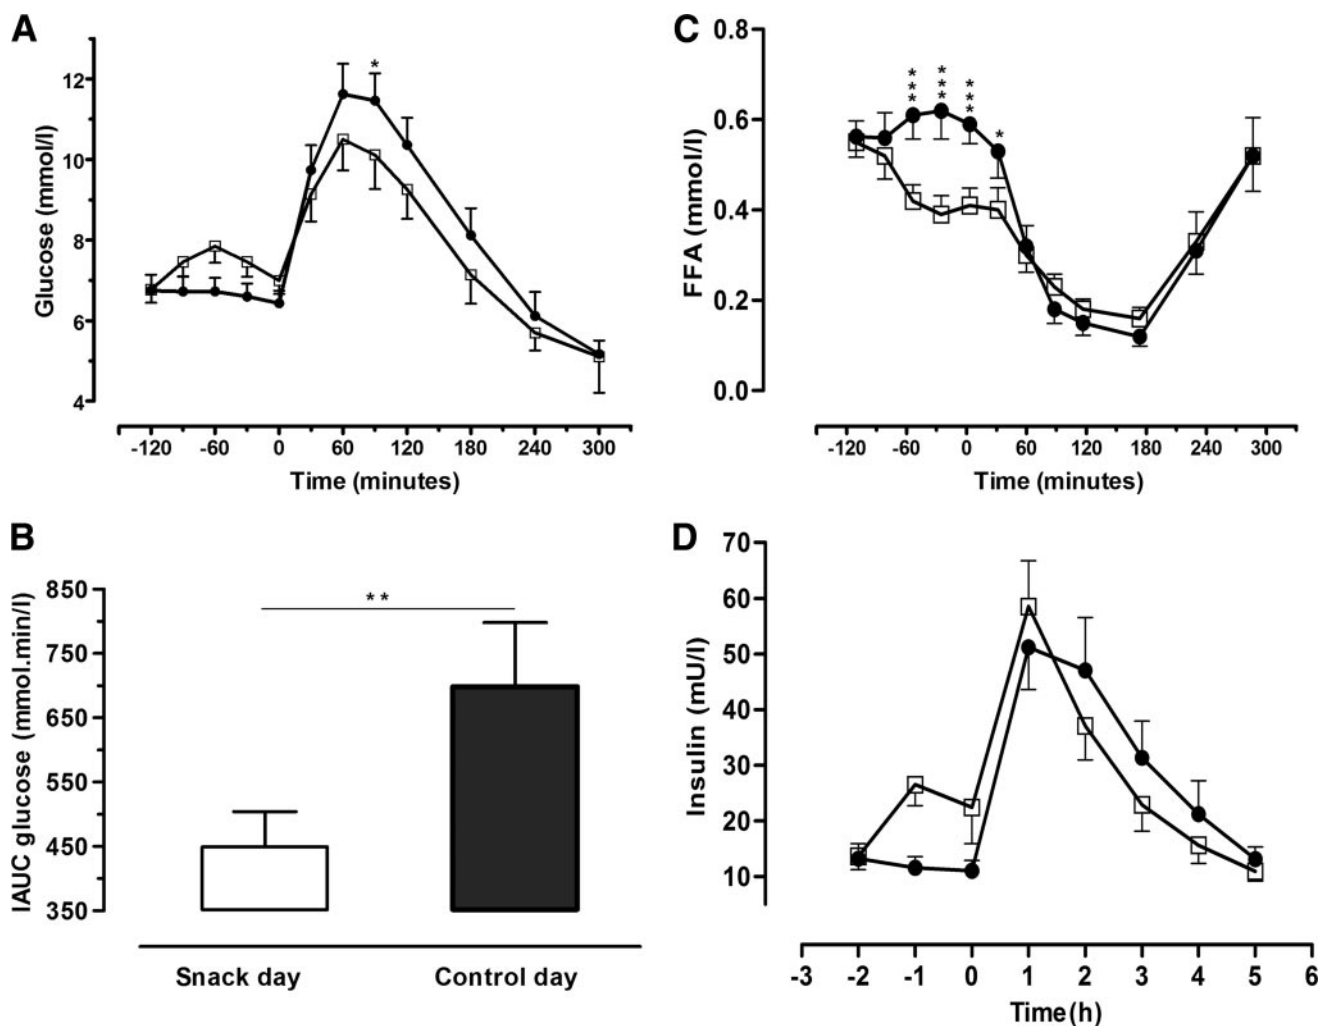 A
Glucose (mmol/l)
12
10
8
6
4
*
-120 -60 0 60 120 180 240 300
Time (minutes)
C
FFA (mmol/l)
0.8
0.6
0.4
0.2
0.0
*** *** *** *
-120 -60 0 60 120 180 240 300
Time (minutes)
B
IAUC glucose (mmol.min/l)
850
750
650
550
450
350
**
Snack day Control day
D
Insulin (mU/l)
70
60
50
40
30
20
10
-3 -2 -1 0 1 2 3 4 5 6
Time (h)